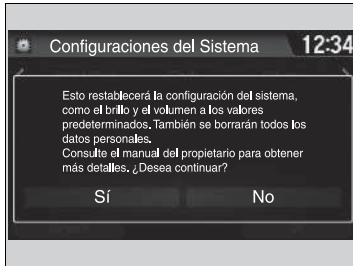 Configuraciones del Sistema
12:34
Esto restablecerá la configuración del sistema,
como el brillo y el volumen a los valores
predeterminados. También se borrarán todos los
datos personales.
Consulte el manual del propietario para obtener
más detalles. ¿Desea continuar?
Sí
No